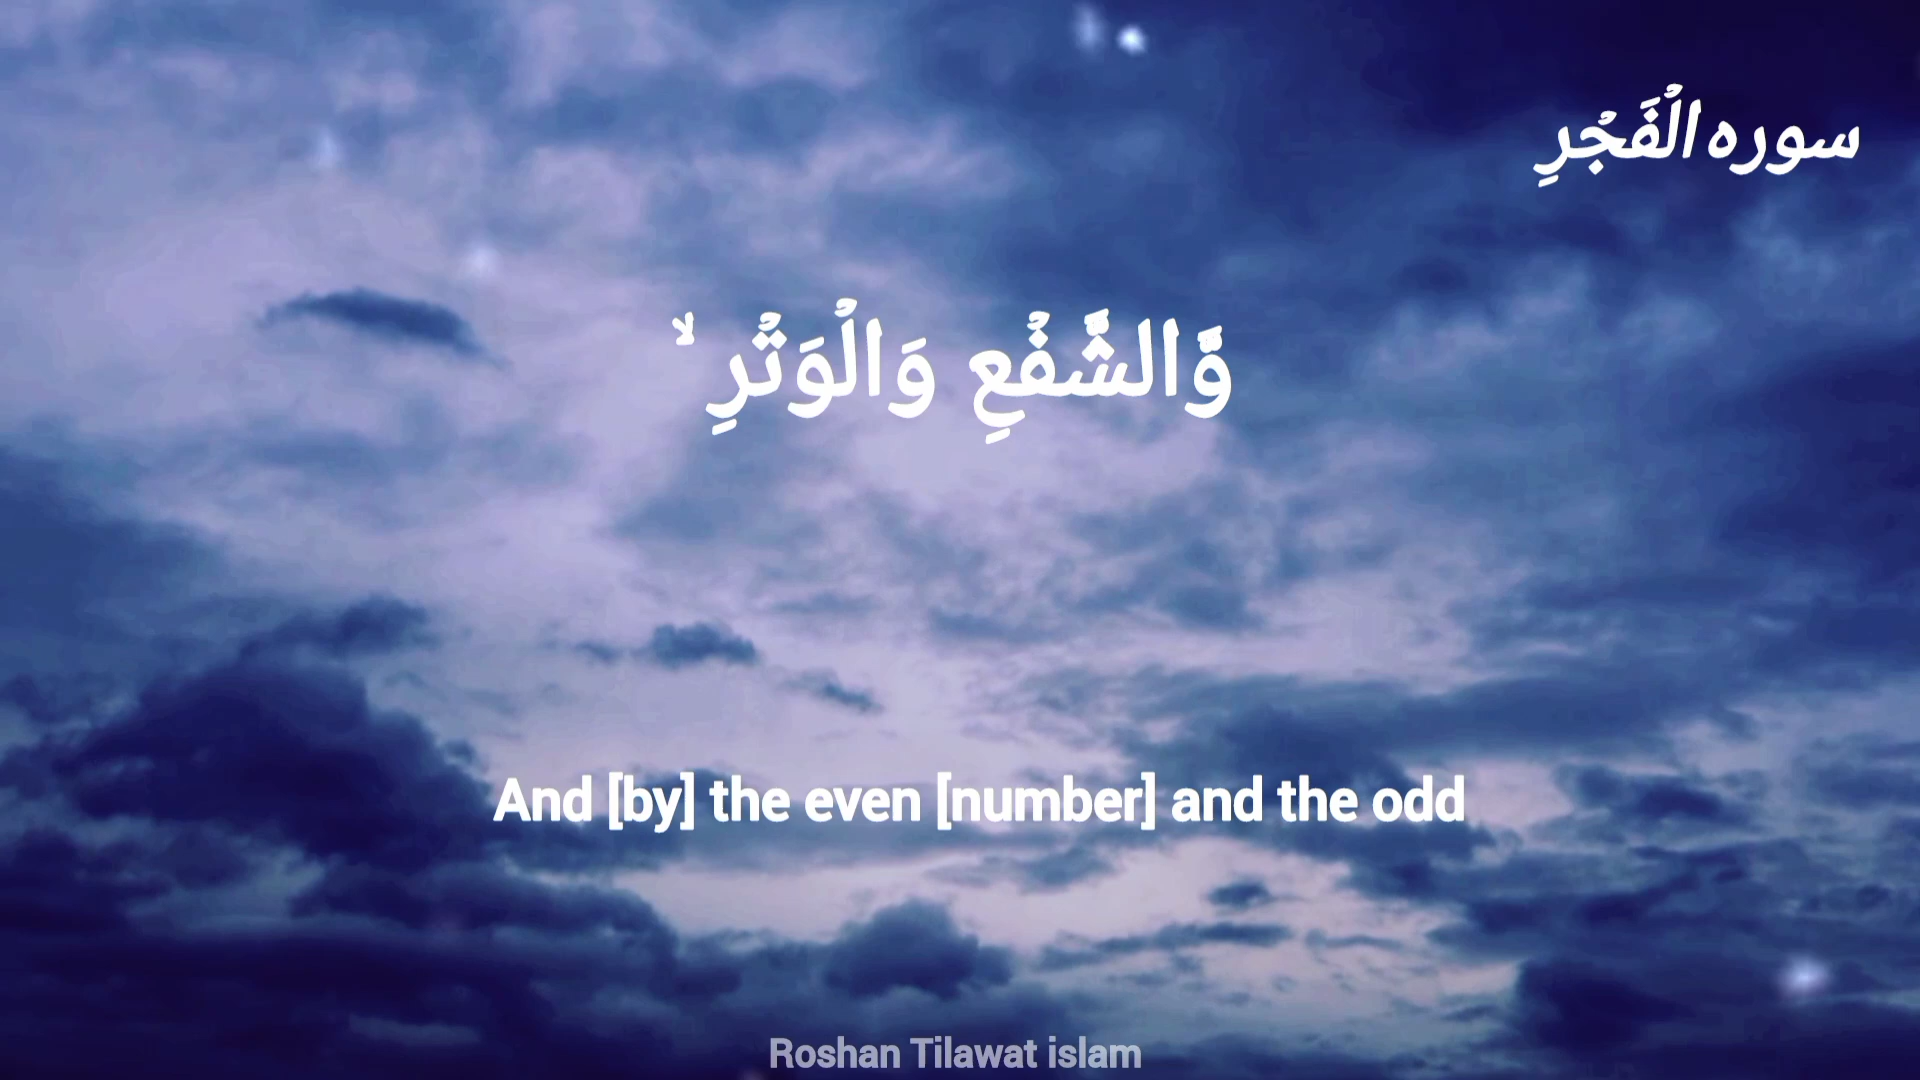 سوره الۡفَجۡرِ
وَّالشَّفۡعِ وَالۡوَتۡرِ ۙ
And [by] the even [number] and the odd
Roshan Tilawat islam